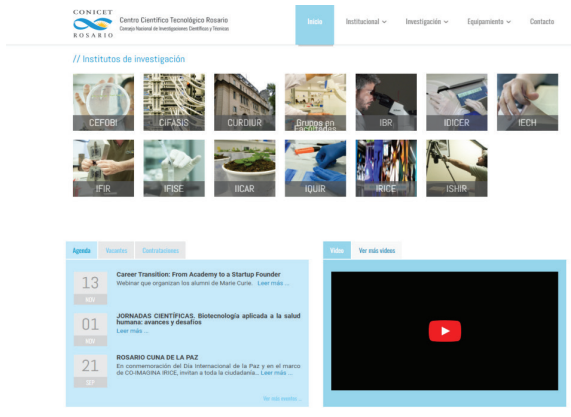 CONICET
ROSARIO
Centro Científico Tecnológico Rosario
Consejo Nacional de Investigaciones Científicas y Técnicas
Inicio
Institucional
Investigación
Equipamiento
Contacto
// Institutos de investigación
CEFOBI
CIFASIS
CURDIUR
Grupos en Facultades
IBR
IDICER
IECH
IFIR
IFISE
IICAR
IQUIR
IRICE
ISHIR
Agenda
Vacantes
Contrataciones
13
NOV
Career Transition: From Academy to a Startup Founder
Webinar que organizan los alumni de Marie Curie.. Leer más ...
01
NOV
JORNADAS CIENTÍFICAS. Biotecnología aplicada a la salud
humana: avances y desafíos
Leer más ...
21
SEP
ROSARIO CUNA DE LA PAZ
En conmemoración del Día Internacional de la Paz y en el marco
de CO-IMAGINA IRICE, invitan a toda la ciudadanía... Leer más ...
Ver más eventos...
Video
Ver más videos